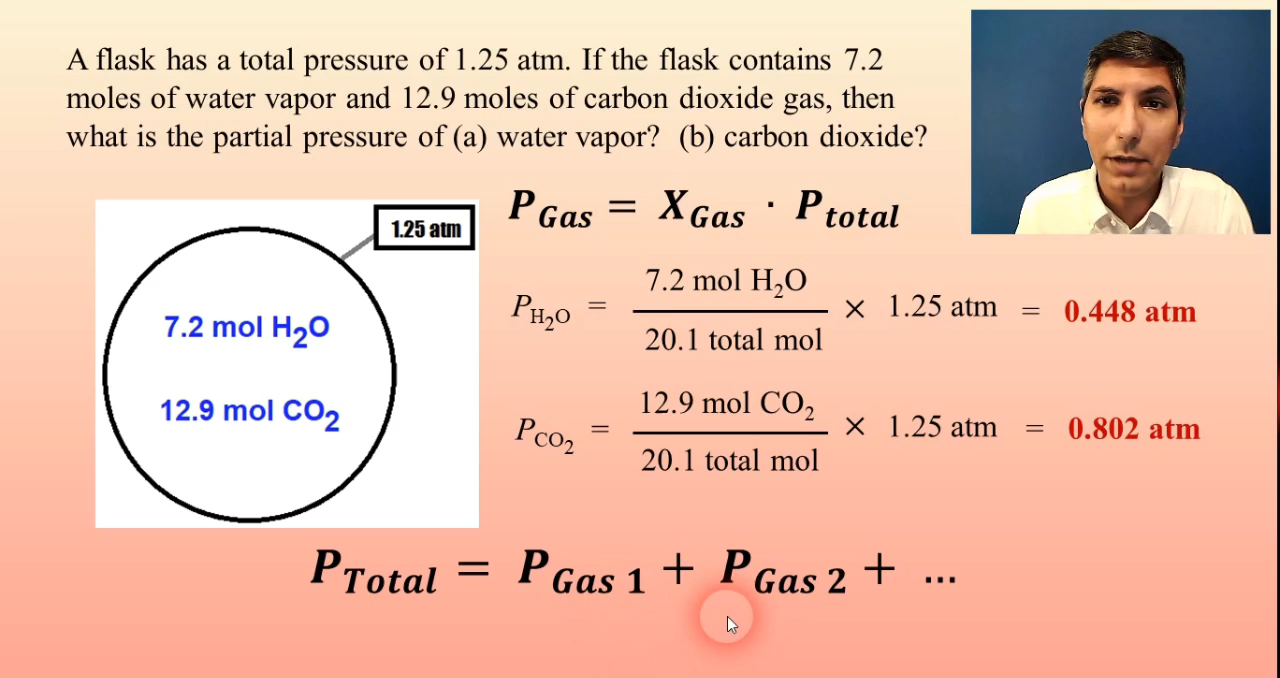 A flask has a total pressure of 1.25 atm. If the flask contains 7.2
moles of water vapor and 12.9 moles of carbon dioxide gas, then
what is the partial pressure of (a) water vapor? (b) carbon dioxide?
1.25 atm
7.2 mol H₂O
12.9 mol CO₂
P_Gas = X_Gas · P_total
P_H₂O = 7.2 mol H₂O / 20.1 total mol × 1.25 atm = 0.448 atm
P_CO₂ = 12.9 mol CO₂ / 20.1 total mol × 1.25 atm = 0.802 atm
P_Total = P_Gas 1 + P_Gas 2 + ...